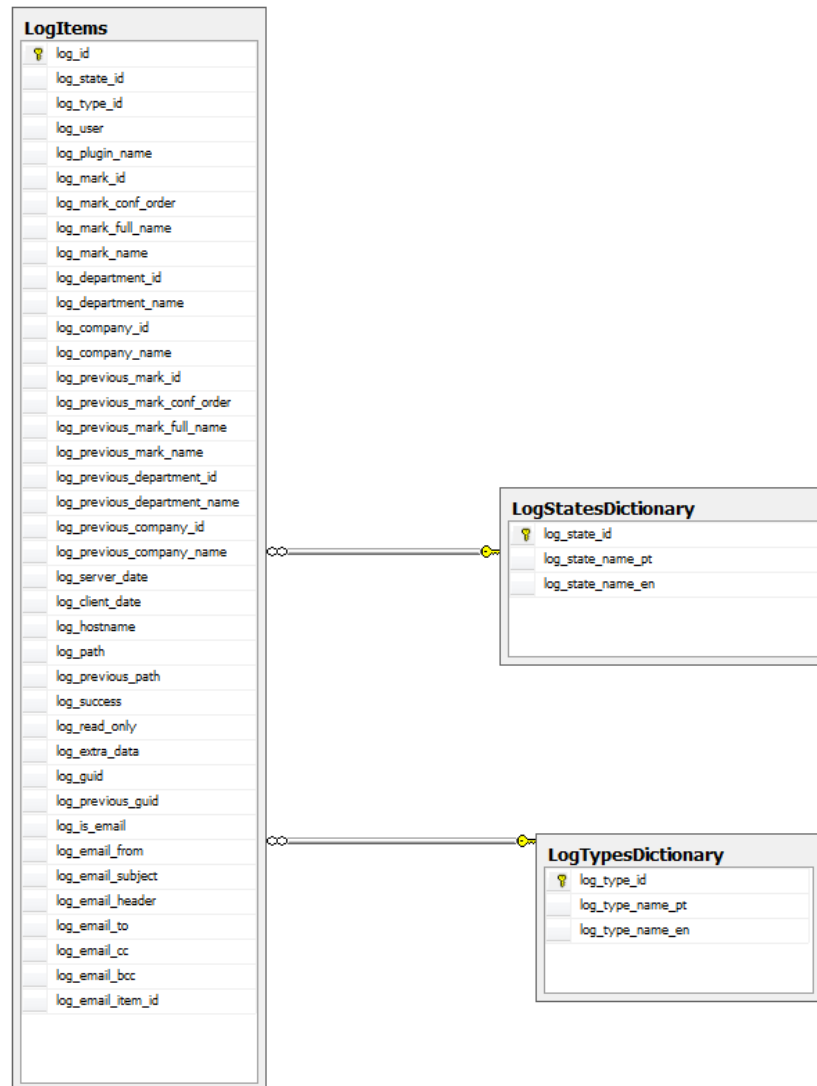 LogItems
log_id
log_state_id
log_type_id
log_user
log_plugin_name
log_mark_id
log_mark_conf_order
log_mark_full_name
log_mark_name
log_department_id
log_department_name
log_company_id
log_company_name
log_previous_mark_id
log_previous_mark_conf_order
log_previous_mark_full_name
log_previous_mark_name
log_previous_department_id
log_previous_department_name
log_previous_company_id
log_previous_company_name
log_server_date
log_client_date
log_hostname
log_path
log_previous_path
log_success
log_read_only
log_extra_data
log_guid
log_previous_guid
log_is_email
log_email_from
log_email_subject
log_email_header
log_email_to
log_email_cc
log_email_bcc
log_email_item_id
LogStatesDictionary
log_state_id
log_state_name_pt
log_state_name_en
LogTypesDictionary
log_type_id
log_type_name_pt
log_type_name_en